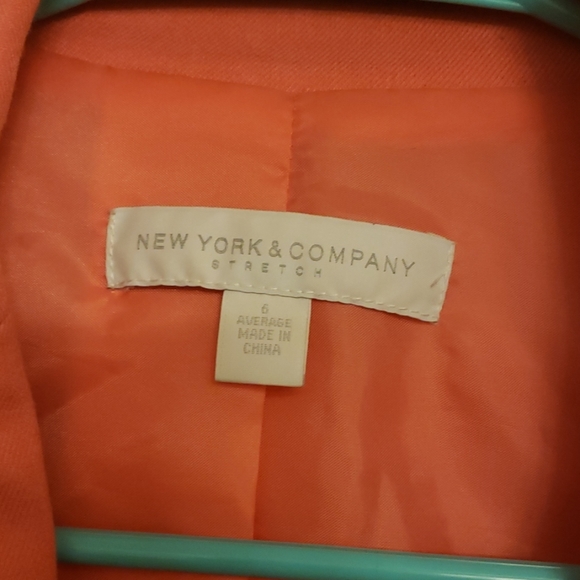 NEW YORK & COMPANY
STRETCH
6
AVERAGE
MADE IN
CHINA